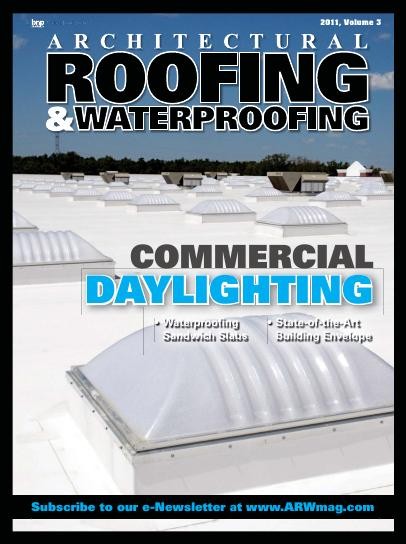 bnp
2011, Volume 3
ARCHITECTURAL
ROOFING
& WATERPROOFING
COMMERCIAL
DAYLIGHTING
• Waterproofing Sandwich Slabs
• State-of-the-Art Building Envelope
Subscribe to our e-Newsletter at www.ARWmag.com